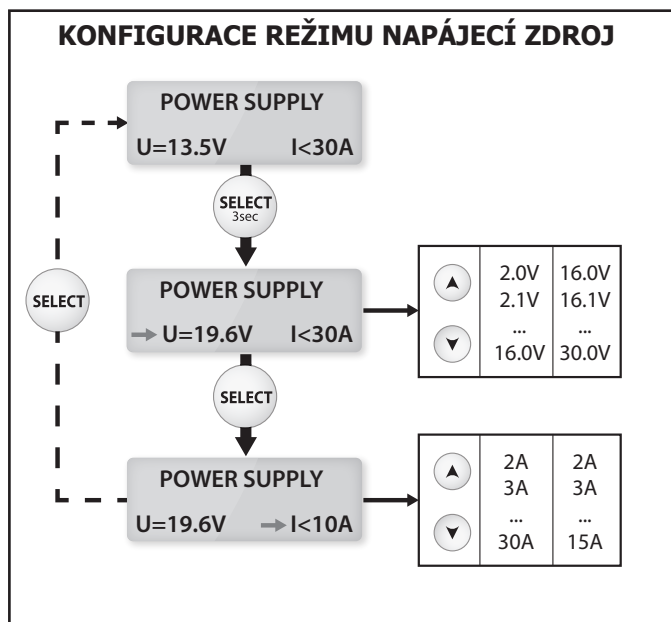 KONFIGURACE REŽIMU NAPÁJECÍ ZDROJ
POWER SUPPLY
U=13.5V I<30A
SELECT
3sec
SELECT
POWER SUPPLY
U=19.6V I<30A
2.0V 16.0V
2.1V 16.1V
... ...
16.0V 30.0V
SELECT
POWER SUPPLY
U=19.6V I<10A
2A 2A
3A 3A
... ...
30A 15A